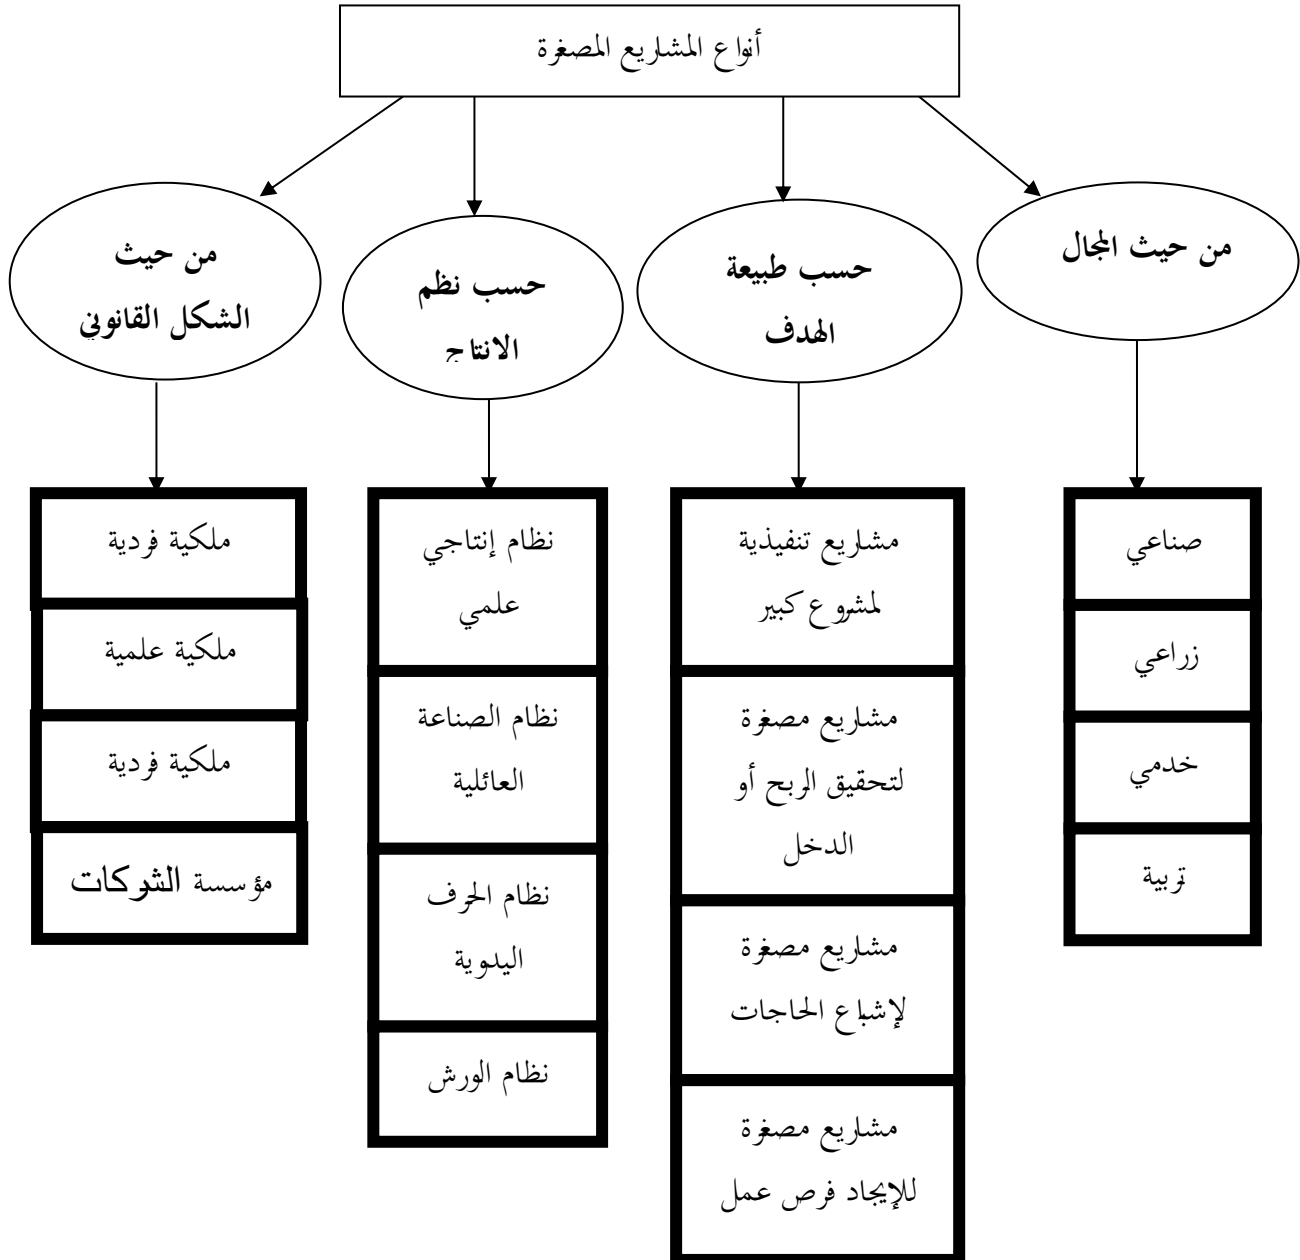 أنواع المشاريع المصغرة
من حيث المجال
حسب طبيعة
الهدف
حسب نظم
الانتاج
من حيث
الشكل القانوني
صناعي
زراعي
خدمي
تربية
مشاريع تنفيذية
لمشروع كبير
مشاريع مصغرة
لتحقيق الربح أو
الدخل
مشاريع مصغرة
لإشباع الحاجات
مشاريع مصغرة
للإيجاد فرص عمل
نظام إنتاجي
علمي
نظام الصناعة
العائلية
نظام الحرف
اليدوية
نظام الورش
ملكية فردية
ملكية علمية
ملكية فردية
مؤسسة الشركات